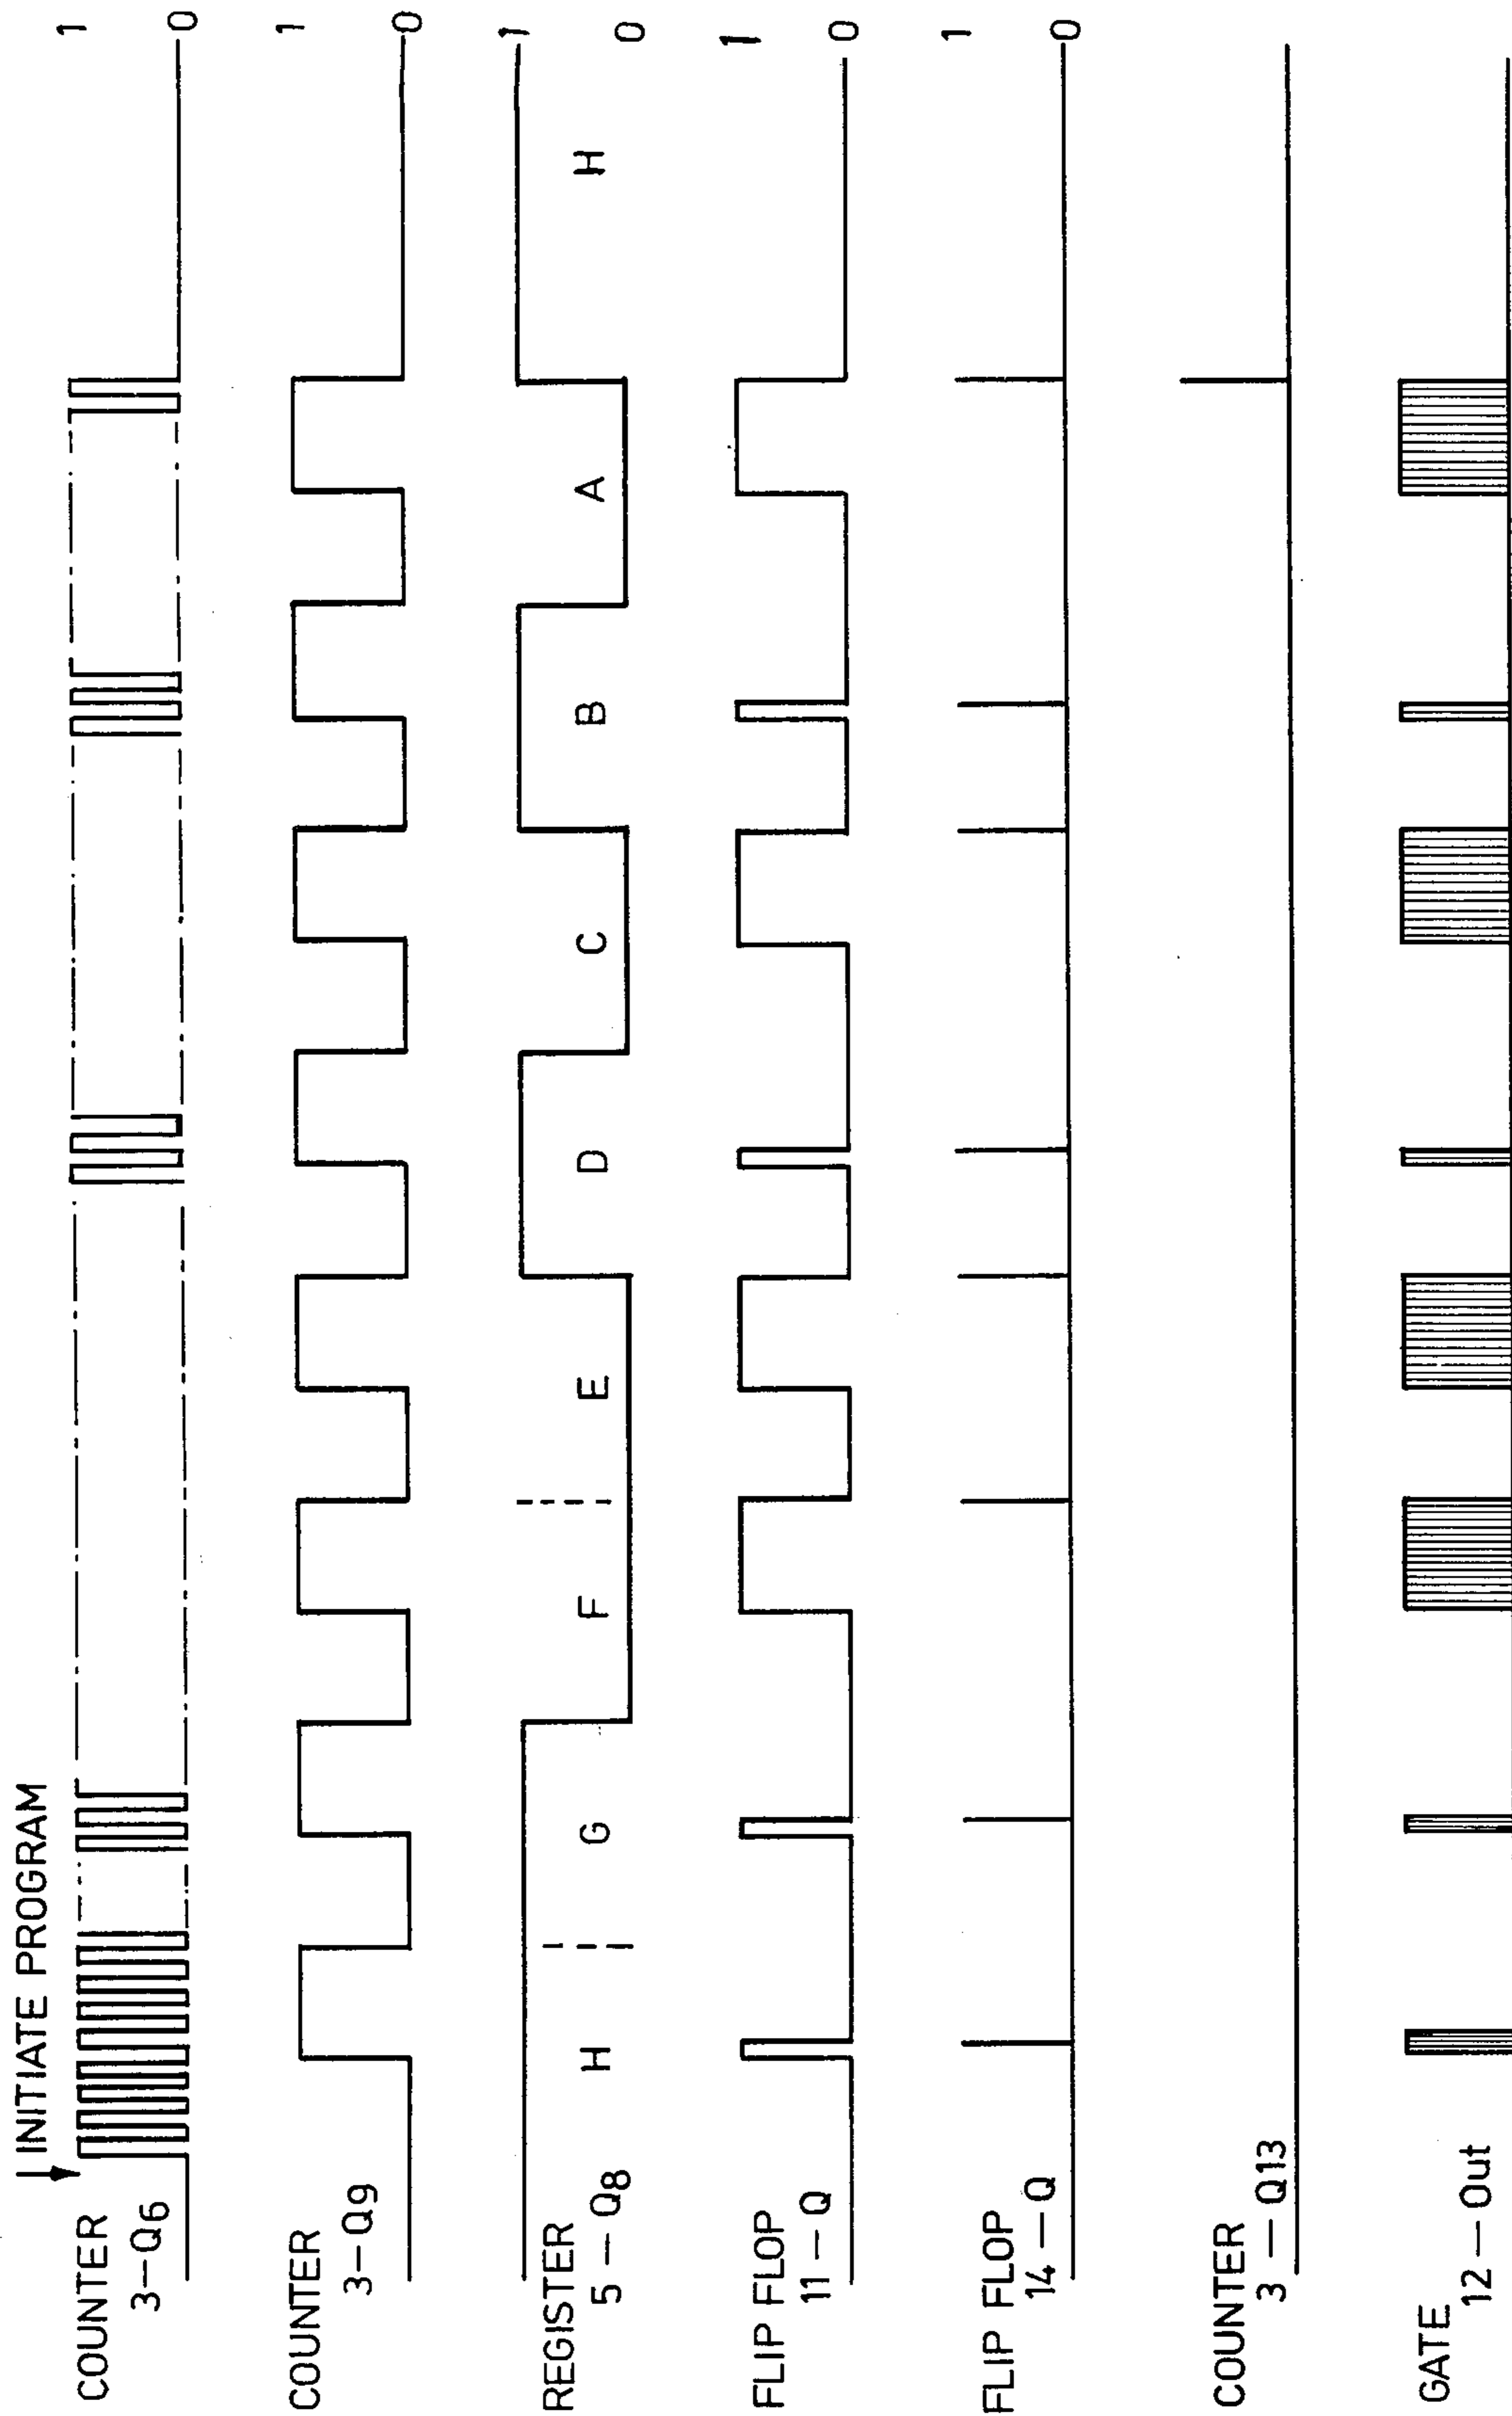 INITIATE PROGRAM
COUNTER
3—Q6
1
0
COUNTER
3—Q9
1
0
REGISTER
5—Q8
H
G
F
E
D
C
B
A
H
1
0
FLIP FLOP
11—Q
1
0
FLIP FLOP
14—Q
1
0
COUNTER
3—Q13
GATE
12—Out